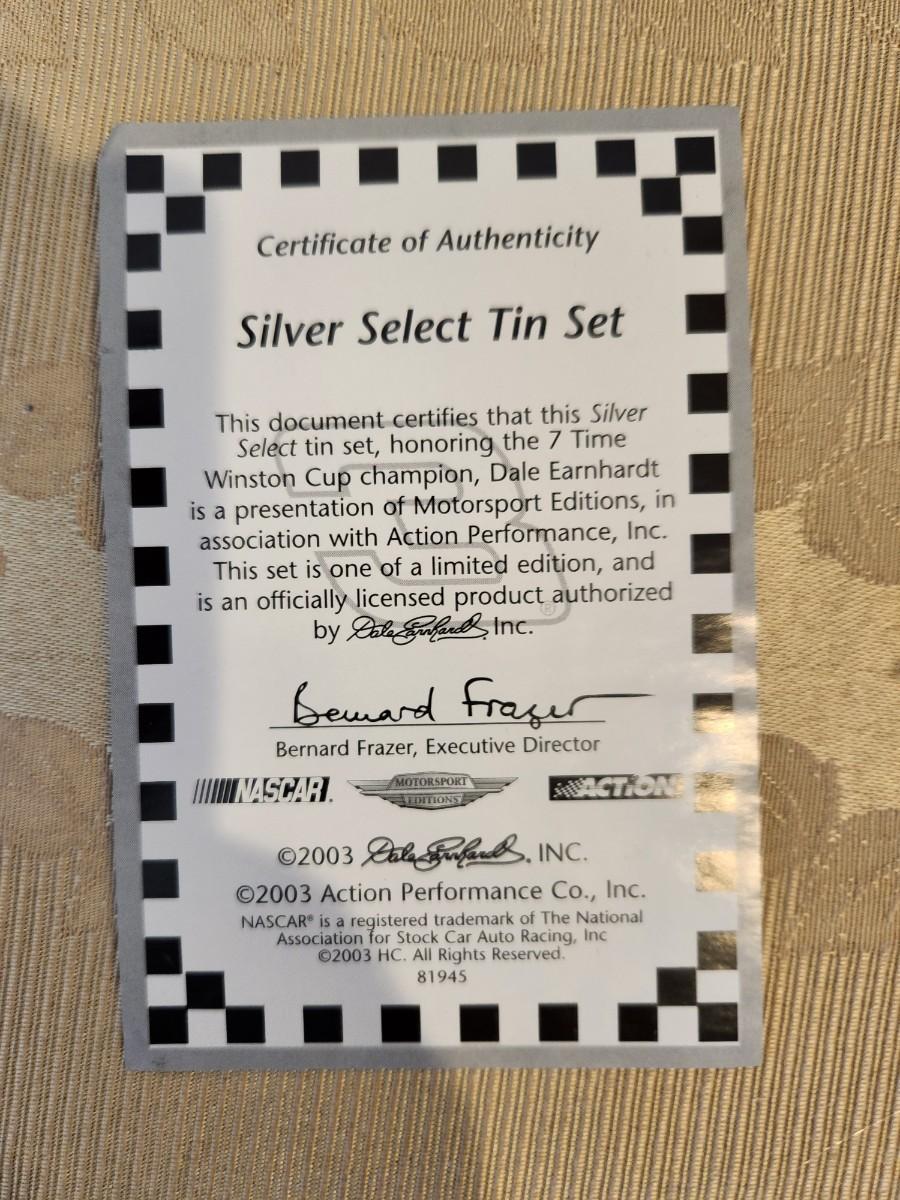 Certificate of Authenticity
Silver Select Tin Set
This document certifies that this Silver
Select tin set, honoring the 7 Time
Winston Cup champion, Dale Earnhardt
is a presentation of Motorsport Editions, in
association with Action Performance, Inc.
This set is one of a limited edition, and
is an officially licensed product authorized
by Dale Earnhardt, Inc.
3®
Bernard Frazer
Bernard Frazer, Executive Director
NASCAR. MOTORSPORT EDITIONS ACTION
©2003 Dale Earnhardt, INC.
©2003 Action Performance Co., Inc.
NASCAR® is a registered trademark of The National
Association for Stock Car Auto Racing, Inc
©2003 HC. All Rights Reserved.
81945